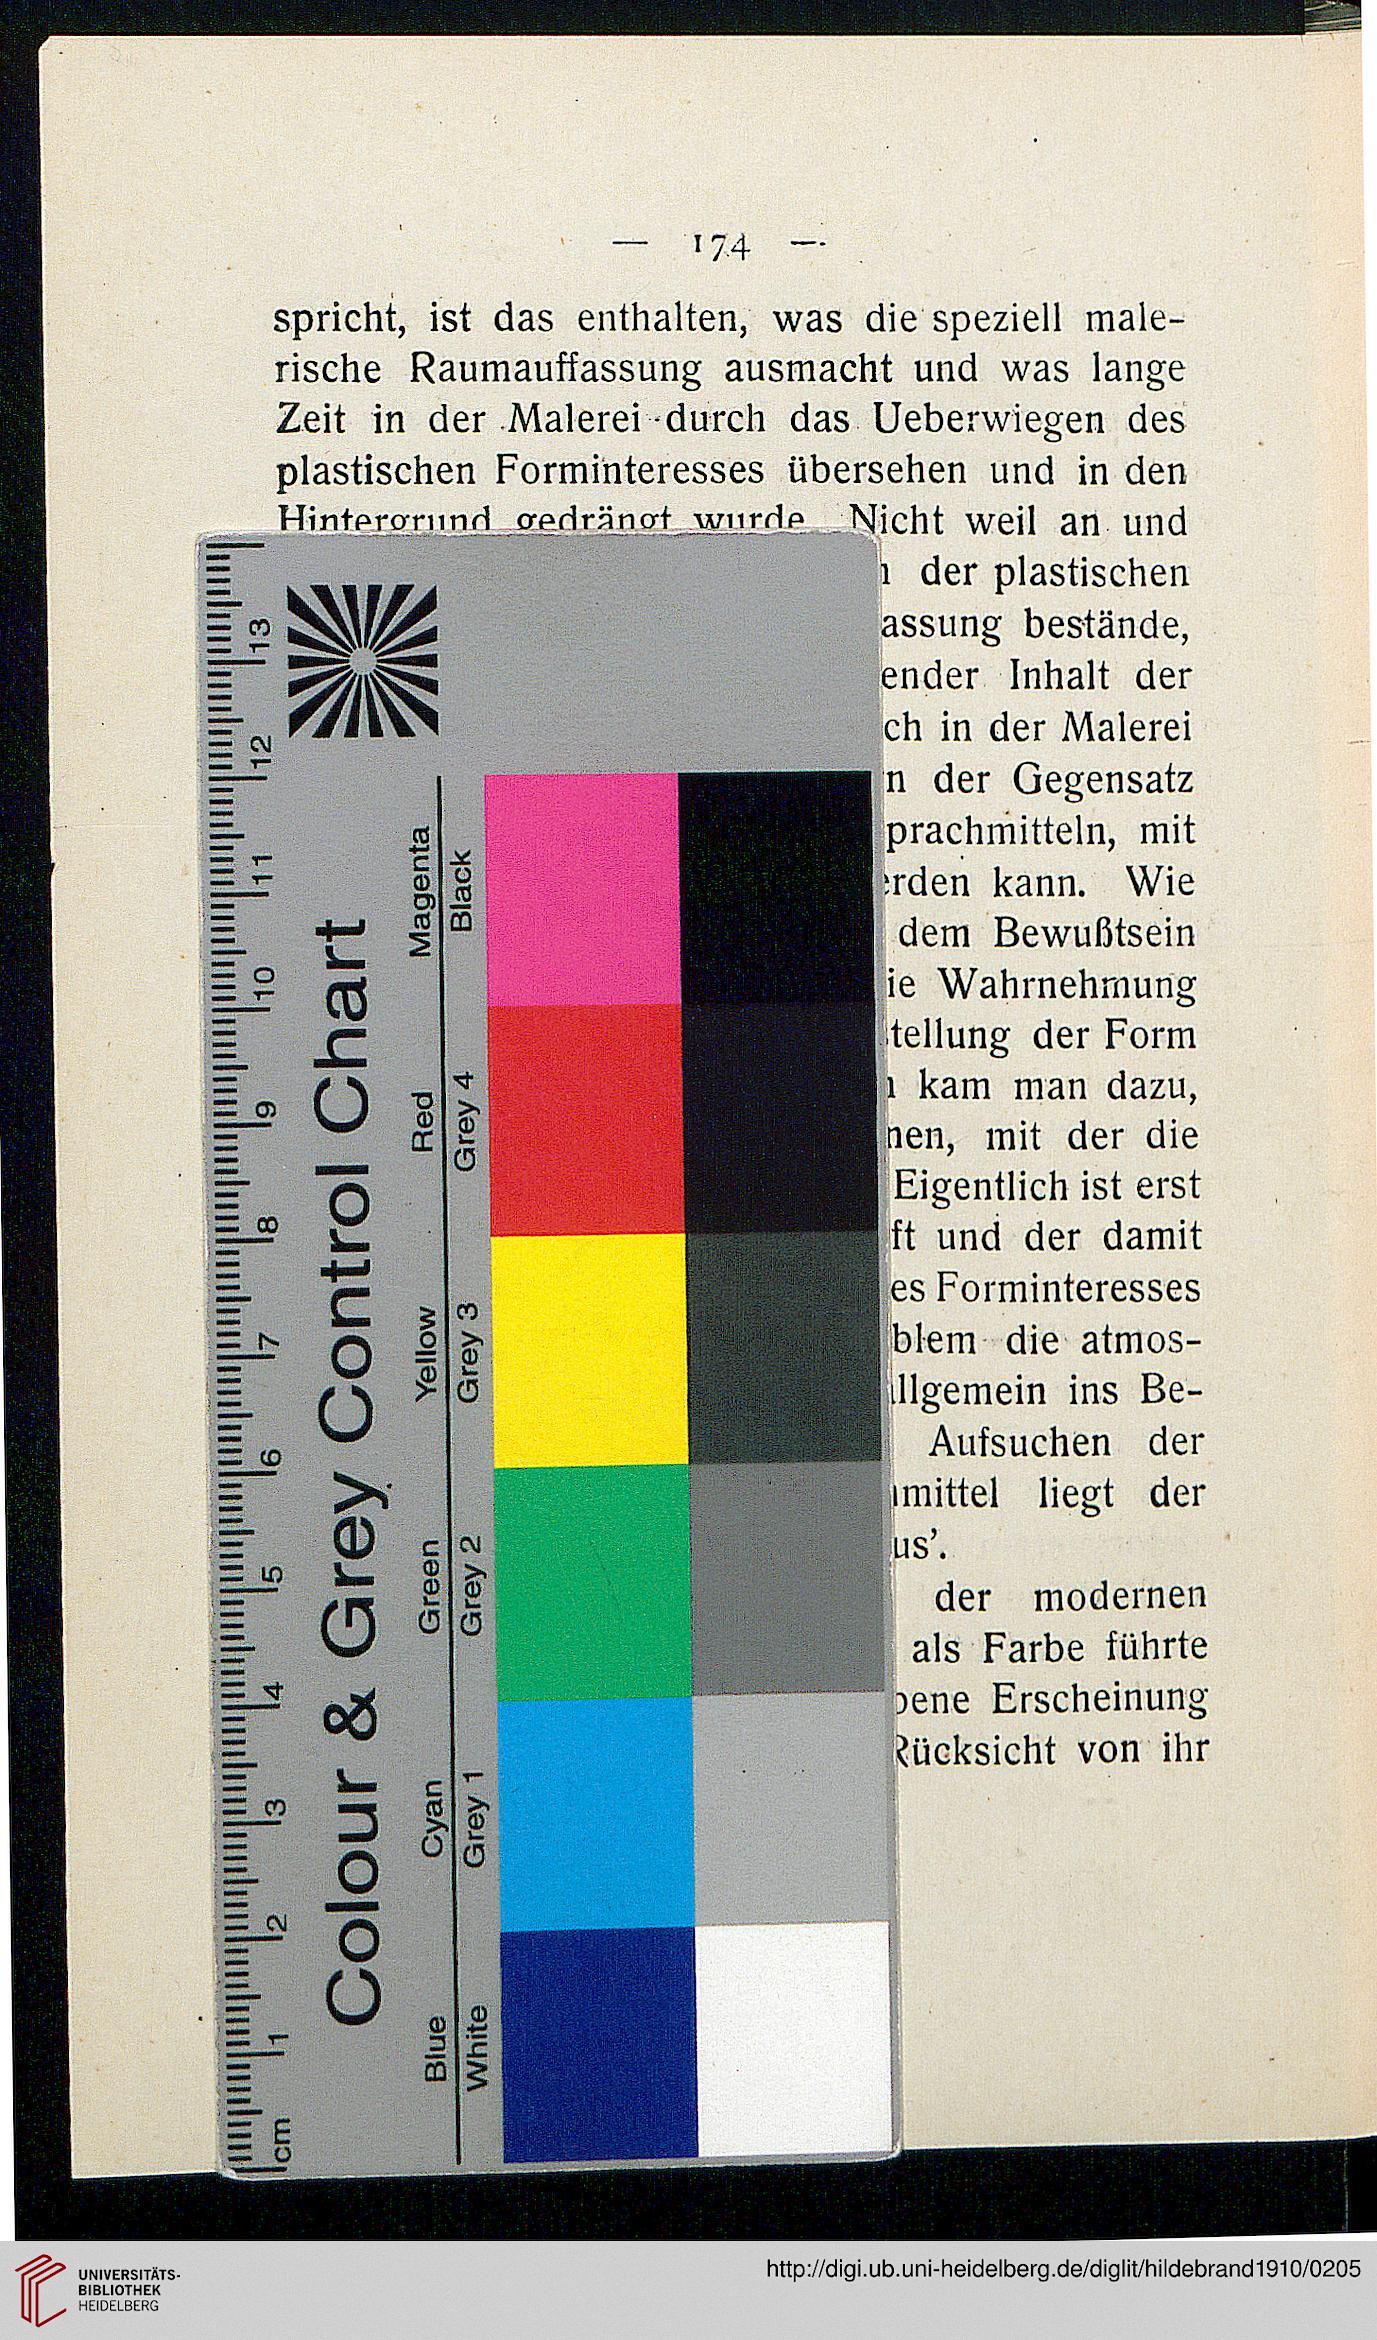 — 174 —
spricht, ist das enthalten, was die speziell male-
rische Raumauffassung ausmacht und was lange
Zeit in der Malerei durch das Ueberwiegen des
plastischen Forminteresses übersehen und in den
Hintergrund gedrängt wurde. Nicht weil an und
der plastischen
assung bestände,
ender Inhalt der
ch in der Malerei
n der Gegensatz
prachmitteln, mit
rden kann. Wie
dem Bewußtsein
ie Wahrnehmung
tellung der Form
kam man dazu,
nen, mit der die
Eigentlich ist erst
ft und der damit
es Forminteresses
blem die atmos-
llgemein ins Be-
Aufsuchen der
mittel liegt der
us’.
der modernen
als Farbe führte
bene Erscheinung
Rücksicht von ihr
Colour & Grey Control Chart
Blue Cyan Green Yellow Red Magenta
White Grey 1 Grey 2 Grey 3 Grey 4 Black
cm 1 2 3 4 5 6 7 8 9 10 11 12 13
UNIVERSITÄTS-
BIBLIOTHEK
HEIDELBERG
http://digi.ub.uni-heidelberg.de/diglit/hildebrand1910/0205